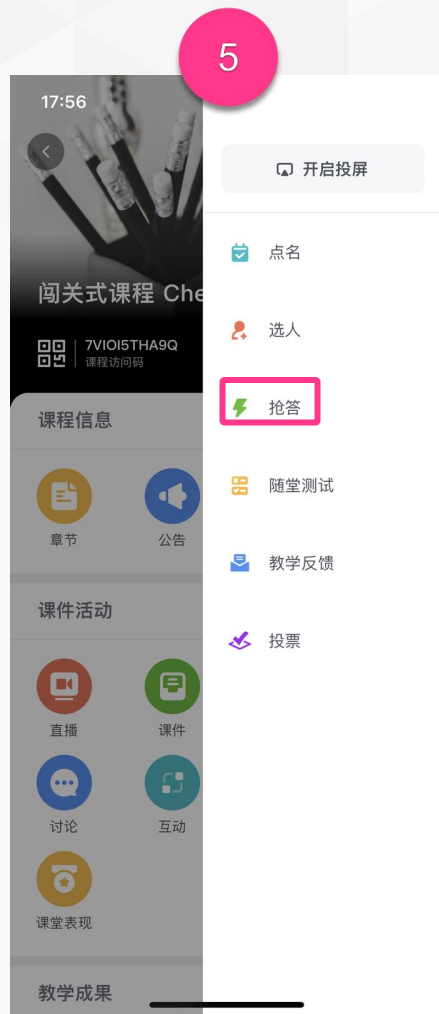 5
17:56
开启投屏
点名
闯关式课程 Che
选人
7VIOI5THA9Q
课程访问码
抢答
课程信息
随堂测试
章节
公告
教学反馈
课件活动
投票
直播
课件
讨论
互动
课堂表现
教学成果